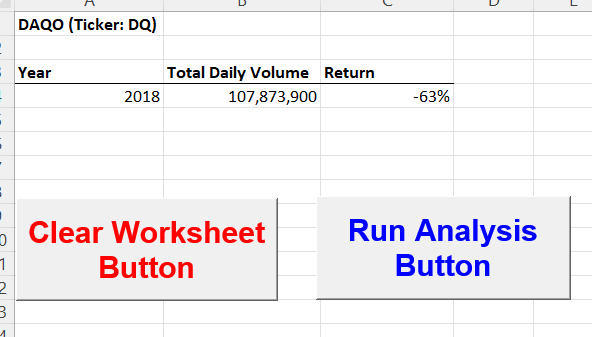 A B C D E
DAQO (Ticker: DQ)
Year Total Daily Volume Return
2018 107,873,900 -63%
Clear Worksheet
Button
Run Analysis
Button